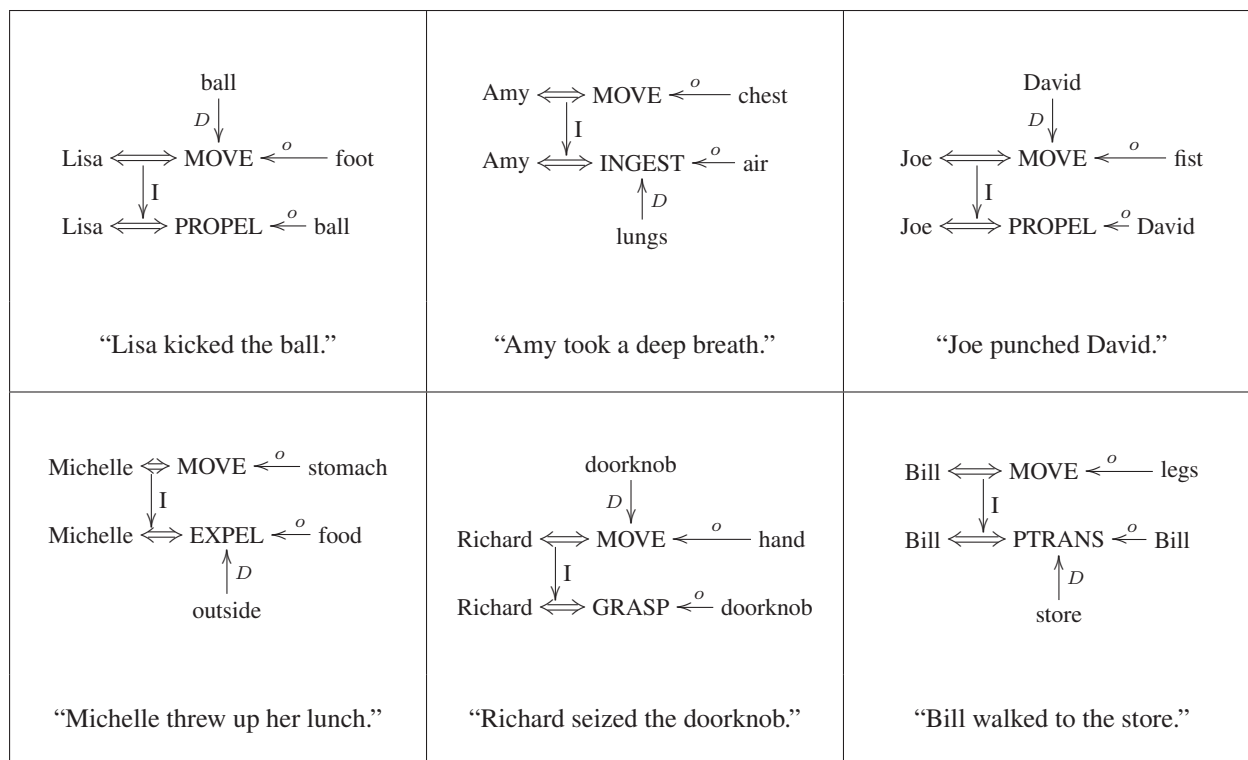 ball
D
Lisa MOVE o foot
I
Lisa PROPEL o ball
“Lisa kicked the ball.”
Amy MOVE o chest
I
Amy INGEST o air
D
lungs
“Amy took a deep breath.”
David
D
Joe MOVE o fist
I
Joe PROPEL o David
“Joe punched David.”
Michelle MOVE o stomach
I
Michelle EXPEL o food
D
outside
“Michelle threw up her lunch.”
doorknob
D
Richard MOVE o hand
I
Richard GRASP o doorknob
“Richard seized the doorknob.”
Bill MOVE o legs
I
Bill PTRANS o Bill
D
store
“Bill walked to the store.”